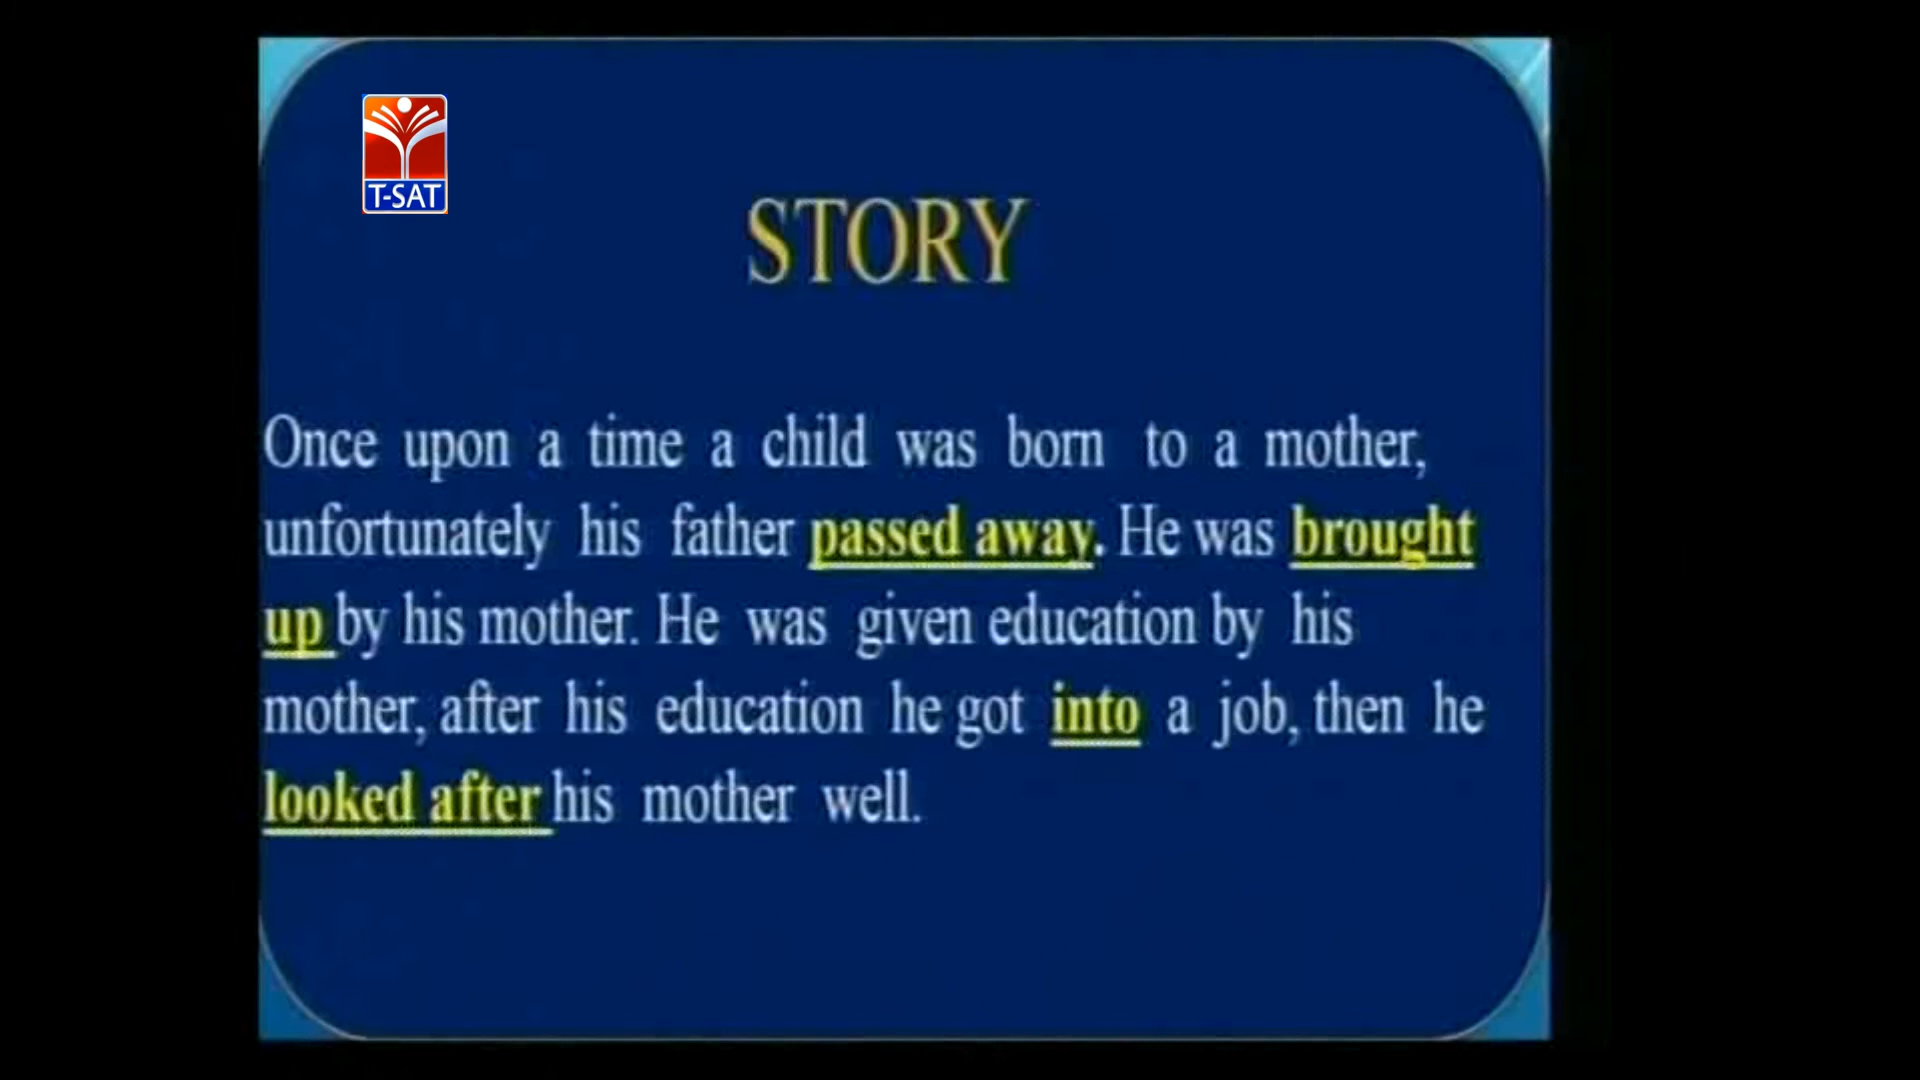 T-SAT
STORY
Once upon a time a child was born to a mother,
unfortunately his father passed away. He was brought
up by his mother. He was given education by his
mother, after his education he got into a job, then he
looked after his mother well.